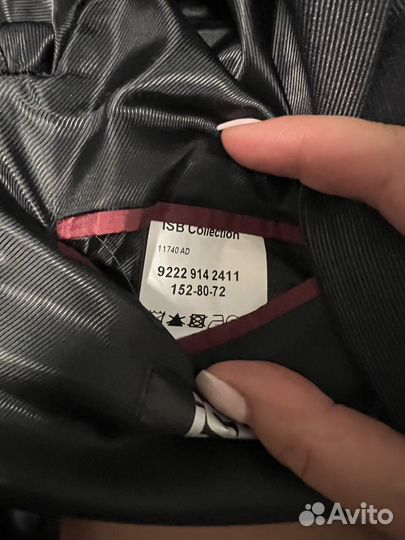 ISB Collection
11740 AD
9222 914 2411
152-80-72
Avito